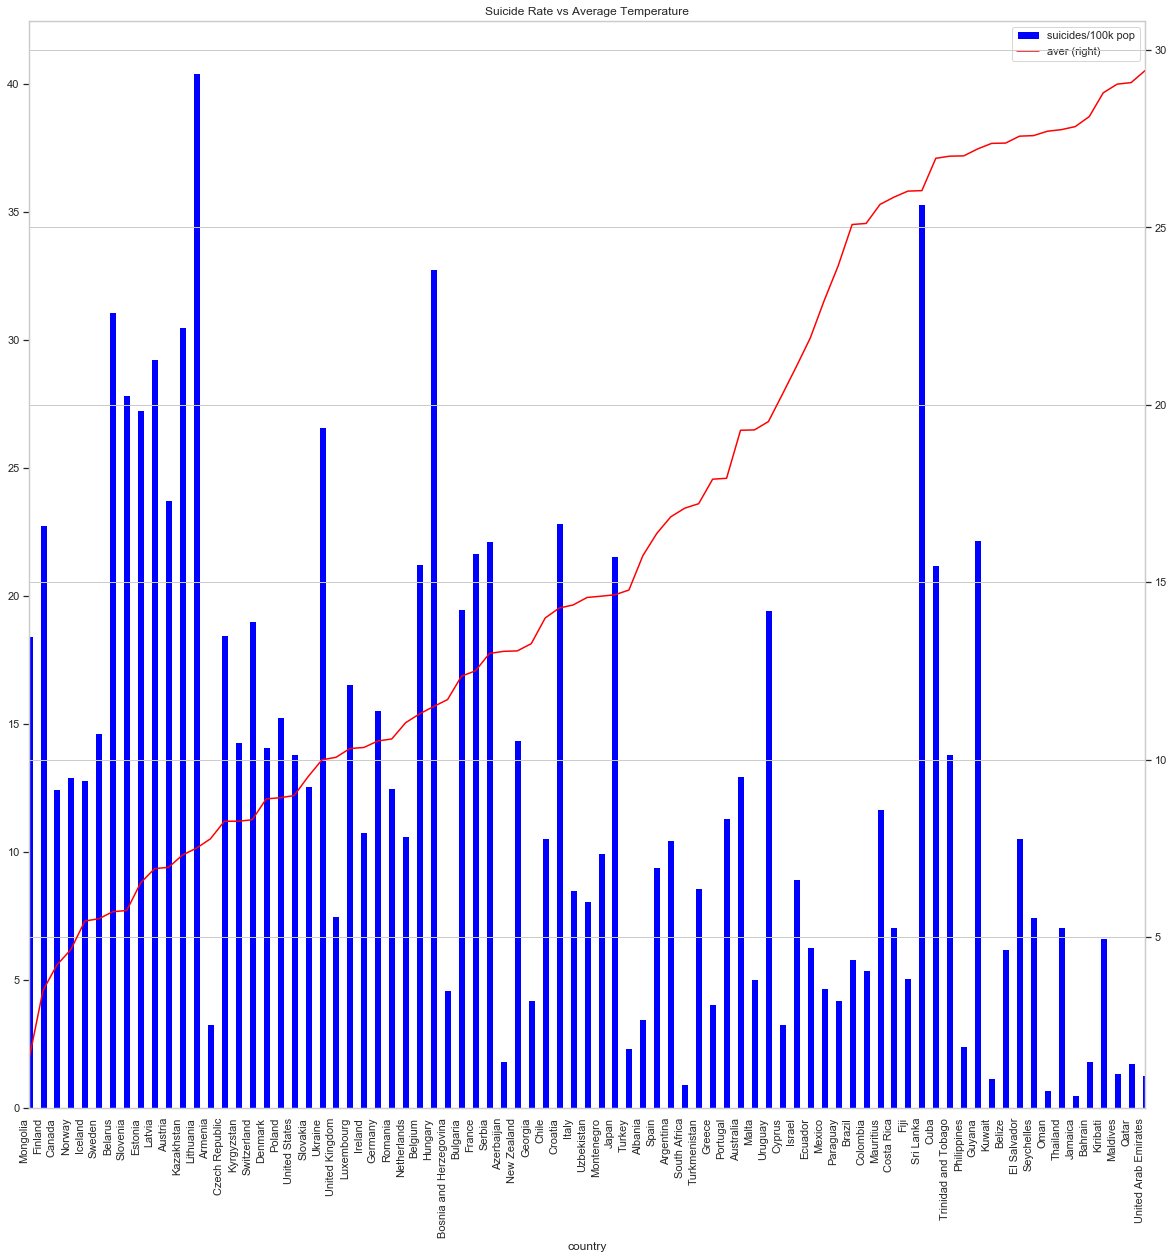 Suicide Rate vs Average Temperature
suicides/100k pop
aver (right)
40
35
30
25
20
15
10
5
0
30
25
20
15
10
5
Mongolia
Finland
Canada
Norway
Iceland
Sweden
Belarus
Slovenia
Estonia
Latvia
Austria
Kazakhstan
Lithuania
Armenia
Czech Republic
Kyrgyzstan
Switzerland
Denmark
Poland
United States
Slovakia
Ukraine
United Kingdom
Luxembourg
Ireland
Germany
Romania
Netherlands
Belgium
Hungary
Bosnia and Herzegovina
Bulgaria
France
Serbia
Azerbaijan
New Zealand
Georgia
Chile
Croatia
Italy
Uzbekistan
Montenegro
Japan
Turkey
Albania
Spain
Argentina
South Africa
Turkmenistan
Greece
Portugal
Australia
Malta
Uruguay
Cyprus
Israel
Ecuador
Mexico
Paraguay
Brazil
Colombia
Mauritius
Costa Rica
Fiji
Sri Lanka
Cuba
Trinidad and Tobago
Philippines
Guyana
Kuwait
Belize
El Salvador
Seychelles
Oman
Thailand
Jamaica
Bahrain
Kiribati
Maldives
Qatar
United Arab Emirates
country